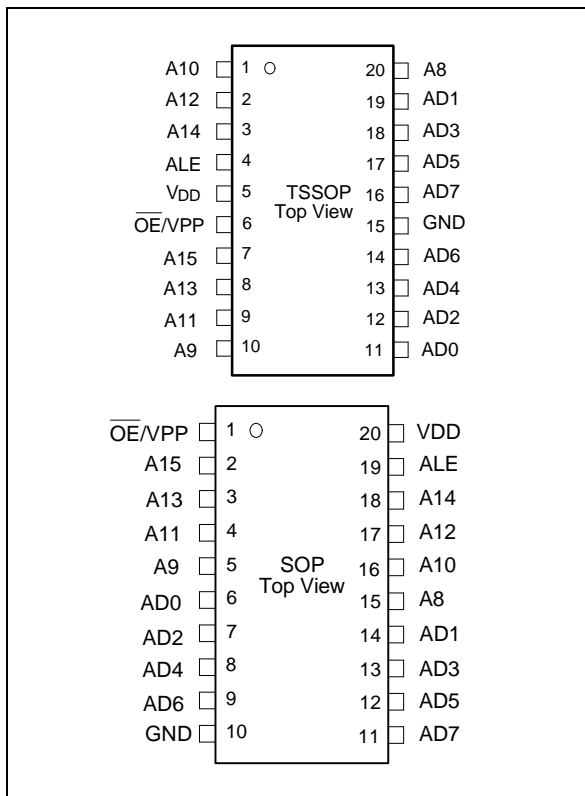 A10 1 20 A8
A12 2 19 AD1
A14 3 18 AD3
ALE 4 17 AD5
VDD 5 TSSOP 16 AD7
Top View
OE/VPP 6 15 GND
A15 7 14 AD6
A13 8 13 AD4
A11 9 12 AD2
A9 10 11 AD0
OE/VPP 1 20 VDD
A15 2 19 ALE
A13 3 18 A14
A11 4 17 A12
A9 5 SOP 16 A10
Top View
AD0 6 15 A8
AD2 7 14 AD1
AD4 8 13 AD3
AD6 9 12 AD5
GND 10 11 AD7